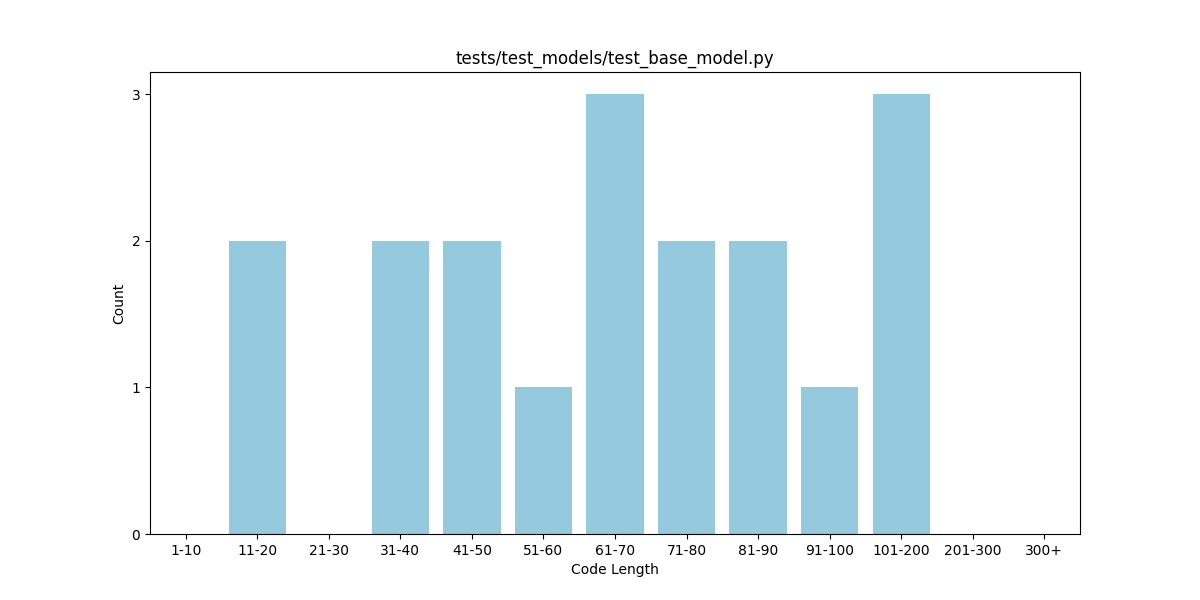 tests/test_models/test_base_model.py
3
2
1
0
Count
1-10 11-20 21-30 31-40 41-50 51-60 61-70 71-80 81-90 91-100 101-200 201-300 300+
Code Length